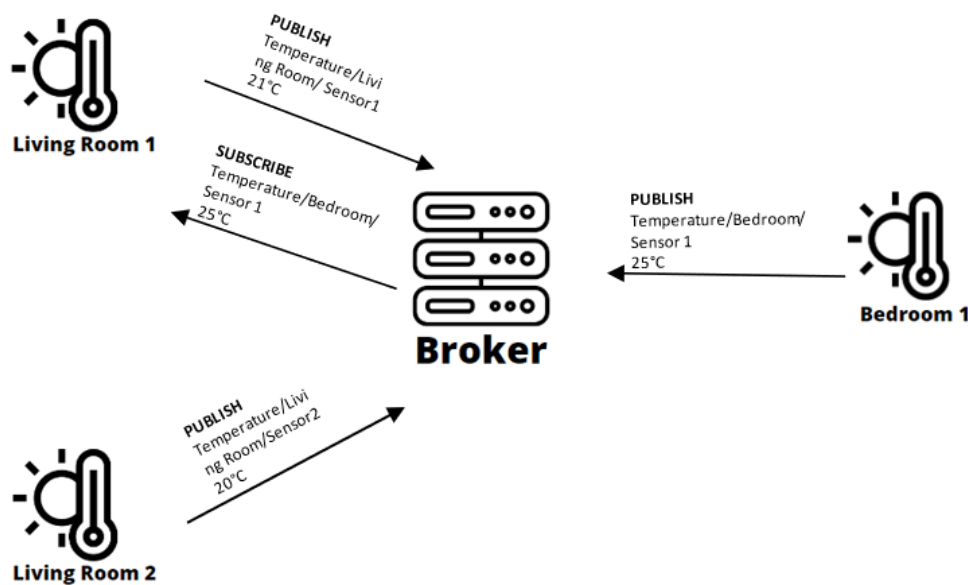 PUBLISH
Temperature/Livi
ng Room/ Sensor1
21°C
Living Room 1
SUBSCRIBE
Temperature/Bedroom/
Sensor 1
25°C
PUBLISH
Temperature/Bedroom/
Sensor 1
25°C
Bedroom 1
Broker
PUBLISH
Temperature/Livi
ng Room/Sensor2
20°C
Living Room 2